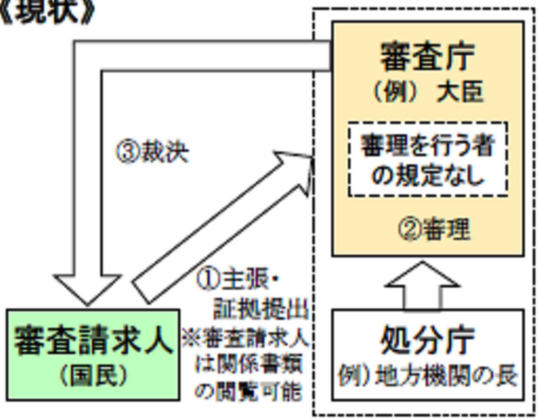 《現状》
審査庁
（例） 大臣
審理を行う者
の規定なし
②審理
③裁決
①主張・
証拠提出
※審査請求人
は関係書類
の閲覧可能
審査請求人
（国民）
処分庁
例）地方機関の長